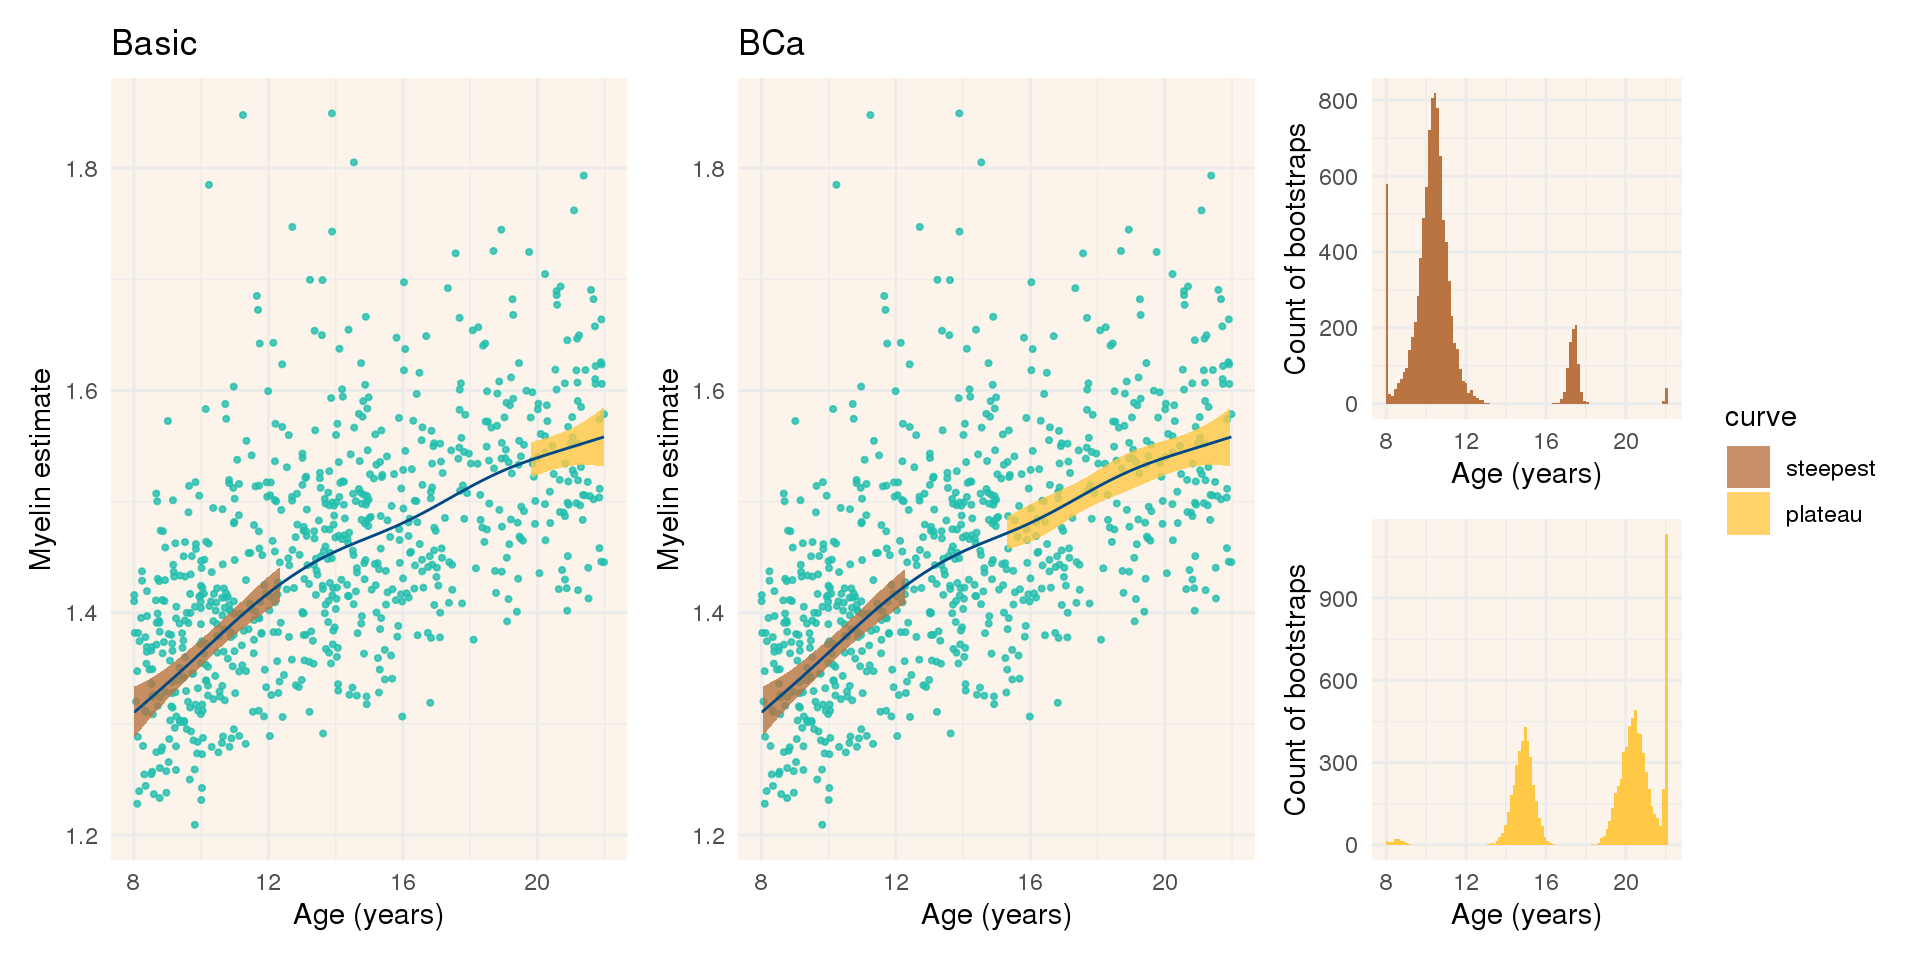 Basic
Myelin estimate
1.8
1.6
1.4
1.2
8 12 16 20
Age (years)
BCa
Myelin estimate
1.8
1.6
1.4
1.2
8 12 16 20
Age (years)
Count of bootstraps
800
600
400
200
0
8 12 16 20
Age (years)
Count of bootstraps
900
600
300
0
8 12 16 20
Age (years)
curve
steepest
plateau